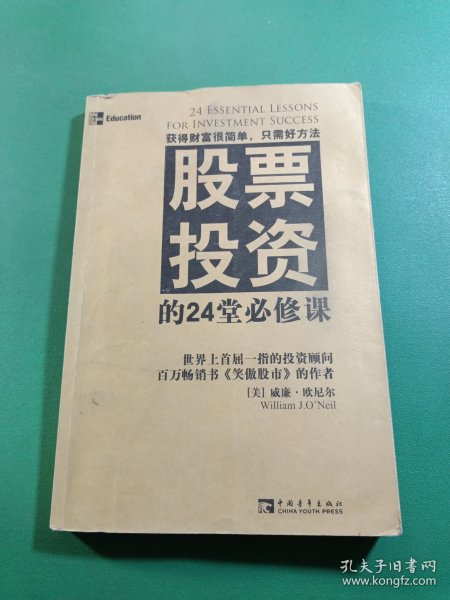 24 ESSENTIAL LESSONS
FOR INVESTMENT SUCCESS
Education
获得财富很简单，只需好方法
股票
投资
的24堂必修课
世界上首屈一指的投资顾问
百万畅销书《笑傲股市》的作者
[美] 威廉·欧尼尔
William J.O'Neil
中国青年出版社
CHINA YOUTH PRESS
孔夫子旧书网
www.kongfz.com